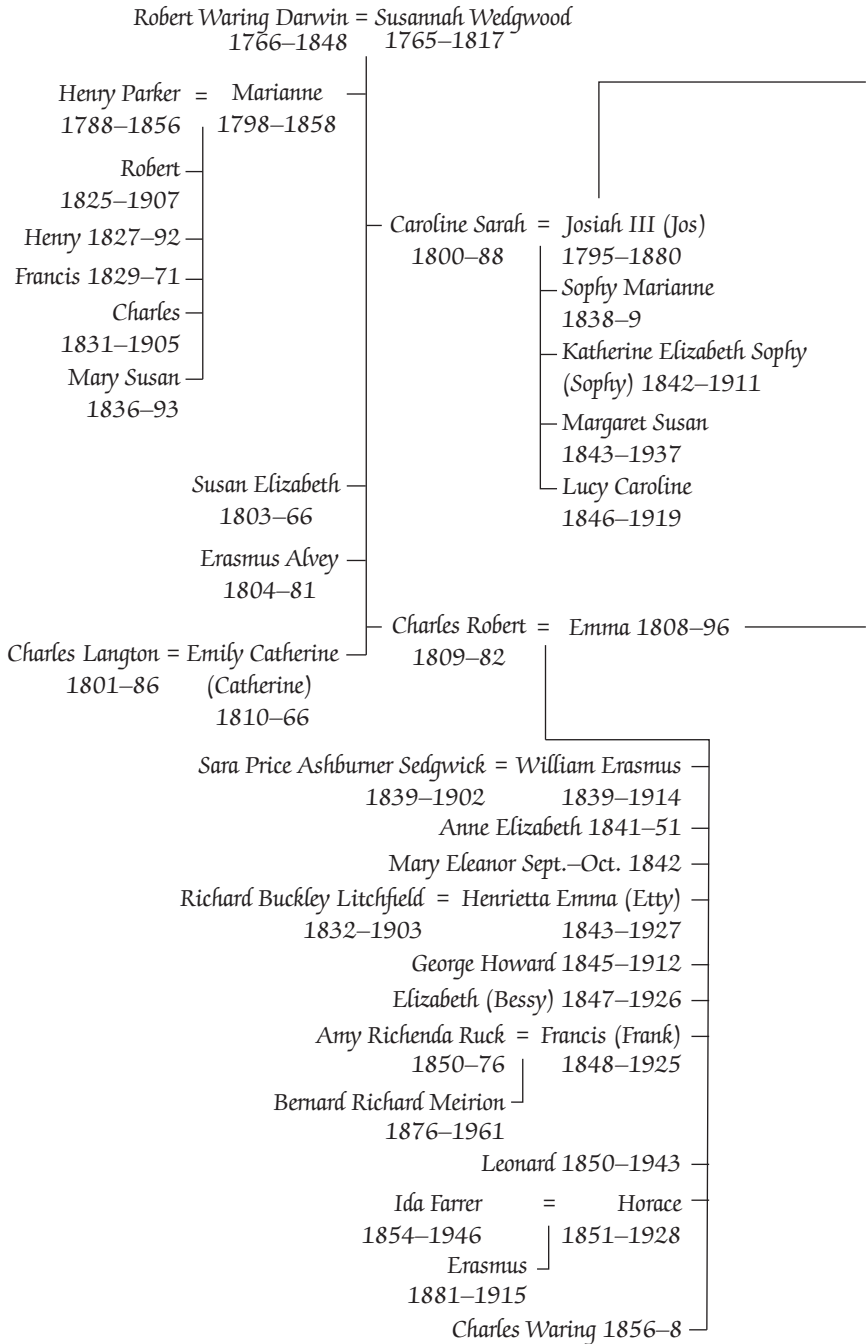 Robert Waring Darwin = Susannah Wedgwood
1766–1848 1765–1817
Henry Parker = Marianne
1788–1856 1798–1858
Robert
1825–1907
Henry 1827–92
Francis 1829–71
Charles
1831–1905
Mary Susan
1836–93
Caroline Sarah = Josiah III (Jos)
1800–88 1795–1880
Sophy Marianne
1838–9
Katherine Elizabeth Sophy
(Sophy) 1842–1911
Margaret Susan
1843–1937
Lucy Caroline
1846–1919
Susan Elizabeth
1803–66
Erasmus Alvey
1804–81
Charles Robert = Emma 1808–96
1809–82
Charles Langton = Emily Catherine
1801–86 (Catherine)
1810–66
Sara Price Ashburner Sedgwick = William Erasmus
1839–1902 1839–1914
Anne Elizabeth 1841–51
Mary Eleanor Sept.–Oct. 1842
Richard Buckley Litchfield = Henrietta Emma (Etty)
1832–1903 1843–1927
George Howard 1845–1912
Elizabeth (Bessy) 1847–1926
Amy Richenda Ruck = Francis (Frank)
1850–76 1848–1925
Bernard Richard Meirion
1876–1961
Leonard 1850–1943
Ida Farrer = Horace
1854–1946 1851–1928
Erasmus
1881–1915
Charles Waring 1856–8